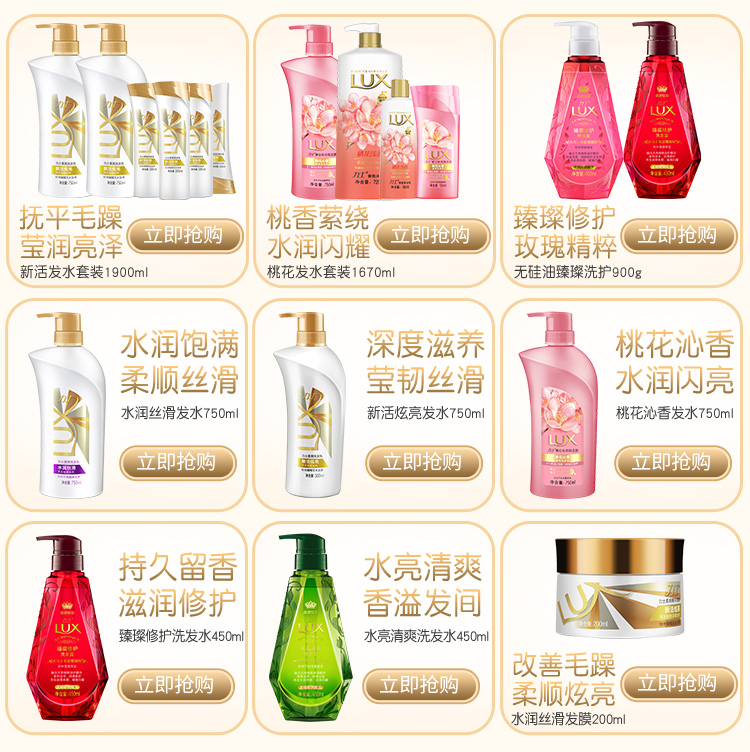 抚平毛躁
莹润亮泽
立即抢购
新活发水套装1900ml
LUX
LUX
桃香萦绕
水润闪耀
立即抢购
桃花发水套装1670ml
LUX
LUX
臻璨修护
玫瑰精粹
立即抢购
无硅油臻璨洗护900g
LUX
水润饱满
柔顺丝滑
水润丝滑发水750ml
立即抢购
LUX
深度滋养
莹韧丝滑
新活炫亮发水750ml
立即抢购
LUX
桃花沁香
水润闪亮
桃花沁香发水750ml
立即抢购
LUX
持久留香
滋润修护
臻璨修护洗发水450ml
立即抢购
LUX
水亮清爽
香溢发间
水亮清爽洗发水450ml
立即抢购
LUX
改善毛躁
柔顺炫亮
立即抢购
水润丝滑发膜200ml